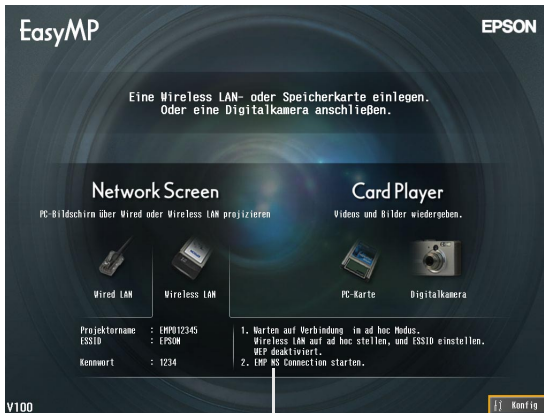 EasyMP
EPSON
Eine Wireless LAN- oder Speicherkarte einlegen.
Oder eine Digitalkamera anschließen.
Network Screen
PC-Bildschirm über Wired oder Wireless LAN projizieren
Card Player
Videos und Bilder wiedergeben.
Wired LAN
Wireless LAN
PC-Karte
Digitalkamera
Projektorname : EMP012345
ESSID : EPSON
Kennwort : 1234
1. Warten auf Verbindung in ad hoc Modus.
Wireless LAN auf ad hoc stellen, und ESSID einstellen.
WEP deaktiviert.
2. EMP NS Connection starten.
V100
Konfig